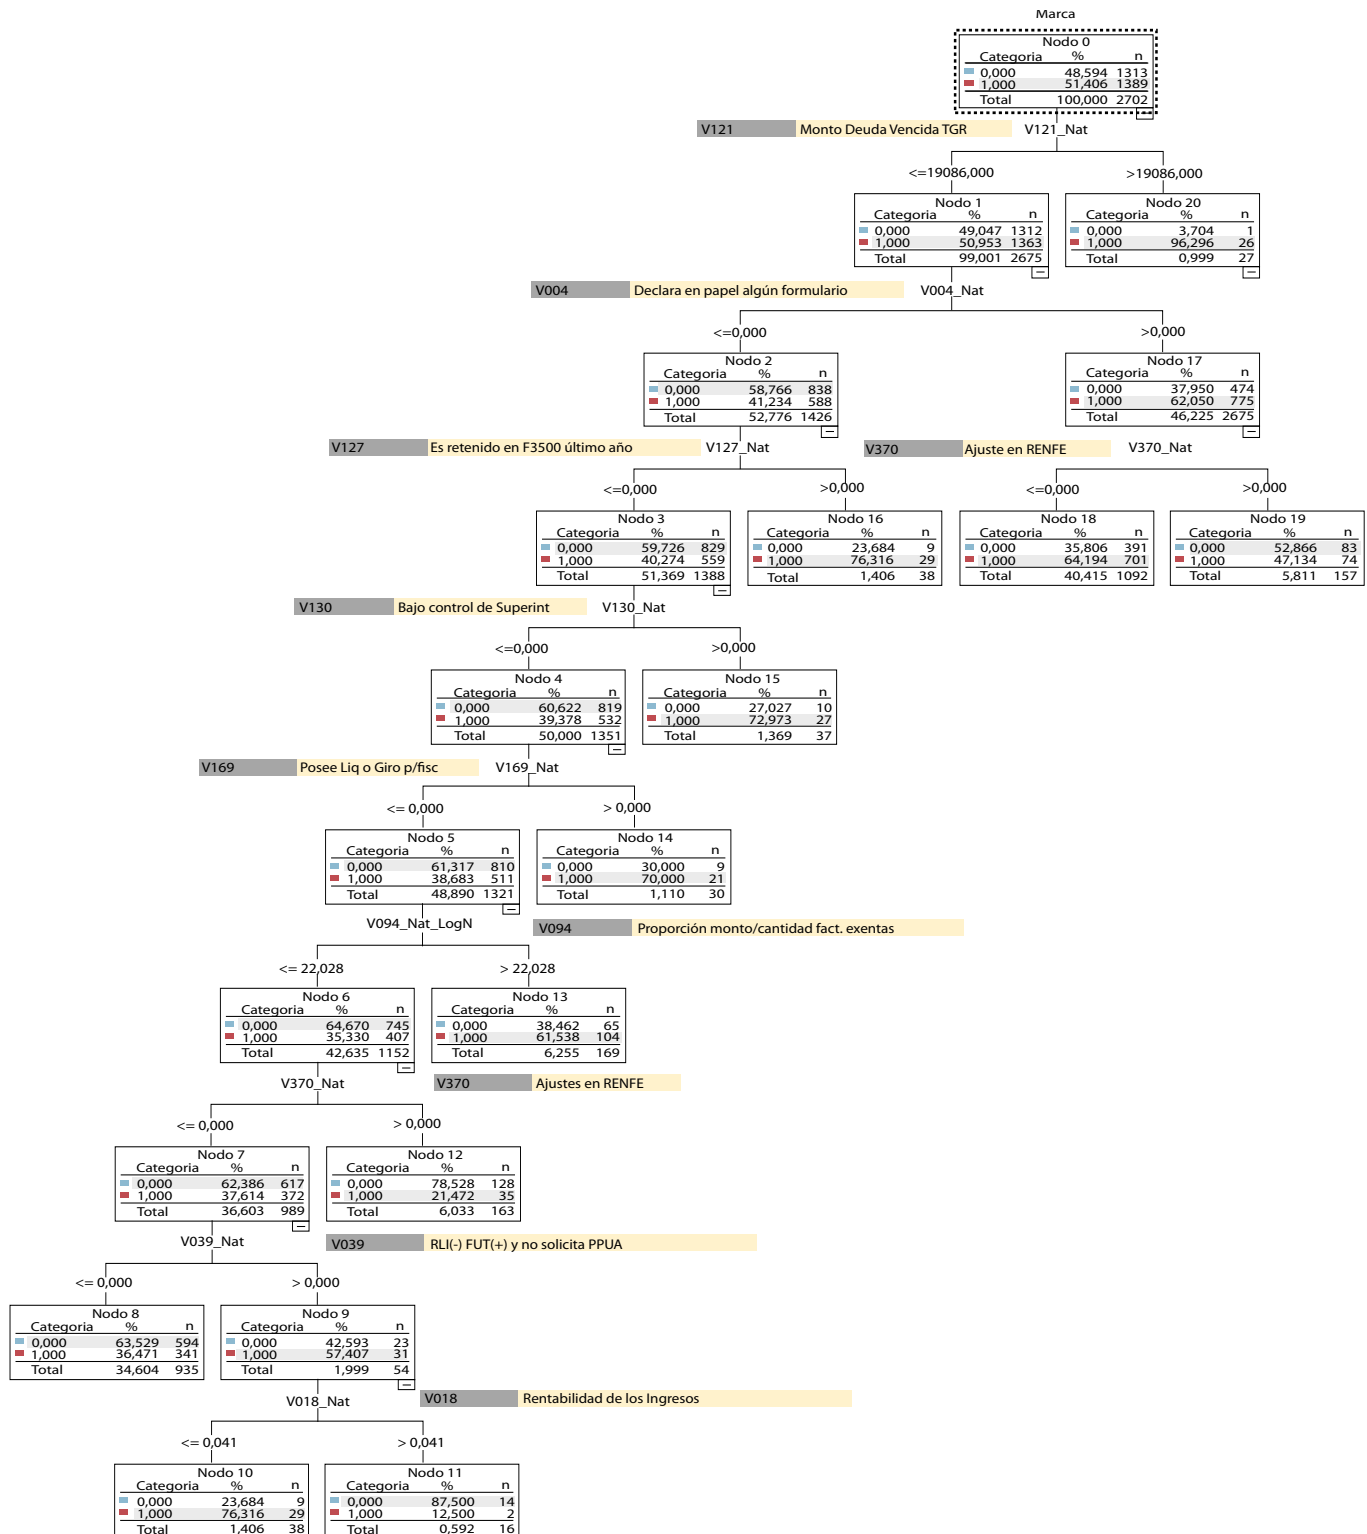 Marca
Nodo 0
Categoria % n
0,000 48,594 1313
1,000 51,406 1389
Total 100,000 2702
V121 Monto Deuda Vencida TGR V121_Nat
<=19086,000 >19086,000
Nodo 1
Categoria % n
0,000 49,047 1312
1,000 50,953 1363
Total 99,001 2675
Nodo 20
Categoria % n
0,000 3,704 1
1,000 96,296 26
Total 0,999 27
V004 Declara en papel algún formulario V004_Nat
<=0,000 >0,000
Nodo 2
Categoria % n
0,000 58,766 838
1,000 41,234 588
Total 52,776 1426
Nodo 17
Categoria % n
0,000 37,950 474
1,000 62,050 775
Total 46,225 2675
V127 Es retenido en F3500 último año V127_Nat
V370 Ajuste en RENFE V370_Nat
<=0,000 >0,000 <=0,000 >0,000
Nodo 3
Categoria % n
0,000 59,726 829
1,000 40,274 559
Total 51,369 1388
Nodo 16
Categoria % n
0,000 23,684 9
1,000 76,316 29
Total 1,406 38
Nodo 18
Categoria % n
0,000 35,806 391
1,000 64,194 701
Total 40,415 1092
Nodo 19
Categoria % n
0,000 52,866 83
1,000 47,134 74
Total 5,811 157
V130 Bajo control de Superint V130_Nat
<=0,000 >0,000
Nodo 4
Categoria % n
0,000 60,622 819
1,000 39,378 532
Total 50,000 1351
Nodo 15
Categoria % n
0,000 27,027 10
1,000 72,973 27
Total 1,369 37
V169 Posee Liq o Giro p/fisc V169_Nat
<= 0,000 > 0,000
Nodo 5
Categoria % n
0,000 61,317 810
1,000 38,683 511
Total 48,890 1321
Nodo 14
Categoria % n
0,000 30,000 9
1,000 70,000 21
Total 1,110 30
V094_Nat_LogN V094 Proporción monto/cantidad fact. exentas
<= 22,028 > 22,028
Nodo 6
Categoria % n
0,000 64,670 745
1,000 35,330 407
Total 42,635 1152
Nodo 13
Categoria % n
0,000 38,462 65
1,000 61,538 104
Total 6,255 169
V370_Nat V370 Ajustes en RENFE
<= 0,000 > 0,000
Nodo 7
Categoria % n
0,000 62,386 617
1,000 37,614 372
Total 36,603 989
Nodo 12
Categoria % n
0,000 78,528 128
1,000 21,472 35
Total 6,033 163
V039_Nat V039 RLI(-) FUT(+) y no solicita PPUA
<= 0,000 > 0,000
Nodo 8
Categoria % n
0,000 63,529 594
1,000 36,471 341
Total 34,604 935
Nodo 9
Categoria % n
0,000 42,593 23
1,000 57,407 31
Total 1,999 54
V018_Nat V018 Rentabilidad de los Ingresos
<= 0,041 > 0,041
Nodo 10
Categoria % n
0,000 23,684 9
1,000 76,316 29
Total 1,406 38
Nodo 11
Categoria % n
0,000 87,500 14
1,000 12,500 2
Total 0,592 16